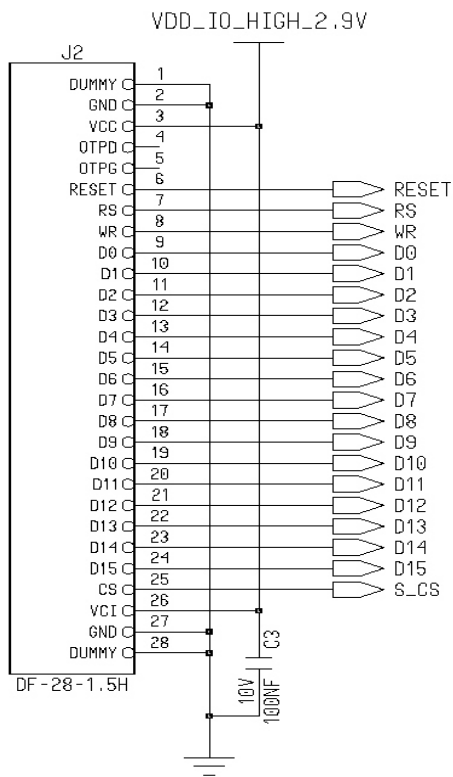 VDD_IO_HIGH_2.9V
J2
DUMMY 1
GND 2
VCC 3
OTPD 4
OTPG 5
RESET 6 RESET
RS 7 RS
WR 8 WR
D0 9 D0
D1 10 D1
D2 11 D2
D3 12 D3
D4 13 D4
D5 14 D5
D6 15 D6
D7 16 D7
D8 17 D8
D9 18 D9
D10 19 D10
D11 20 D11
D12 21 D12
D13 22 D13
D14 23 D14
D15 24 D15
CS 25 S_CS
VCI 26
GND 27
DUMMY 28
DF-28-1.5H
C3
10V
100NF